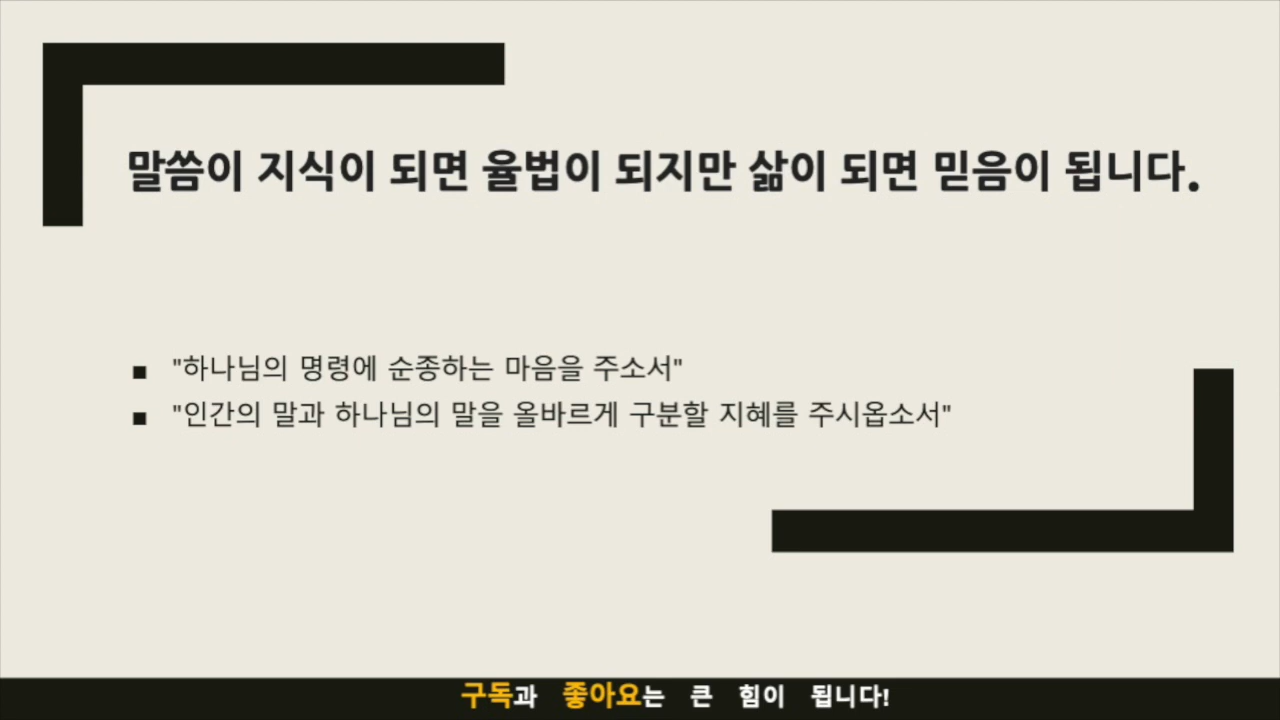 말씀이 지식이 되면 율법이 되지만 삶이 되면 믿음이 됩니다.
■ "하나님의 명령에 순종하는 마음을 주소서"
■ "인간의 말과 하나님의 말을 올바르게 구분할 지혜를 주시옵소서"
구독과 좋아요는 큰 힘이 됩니다!